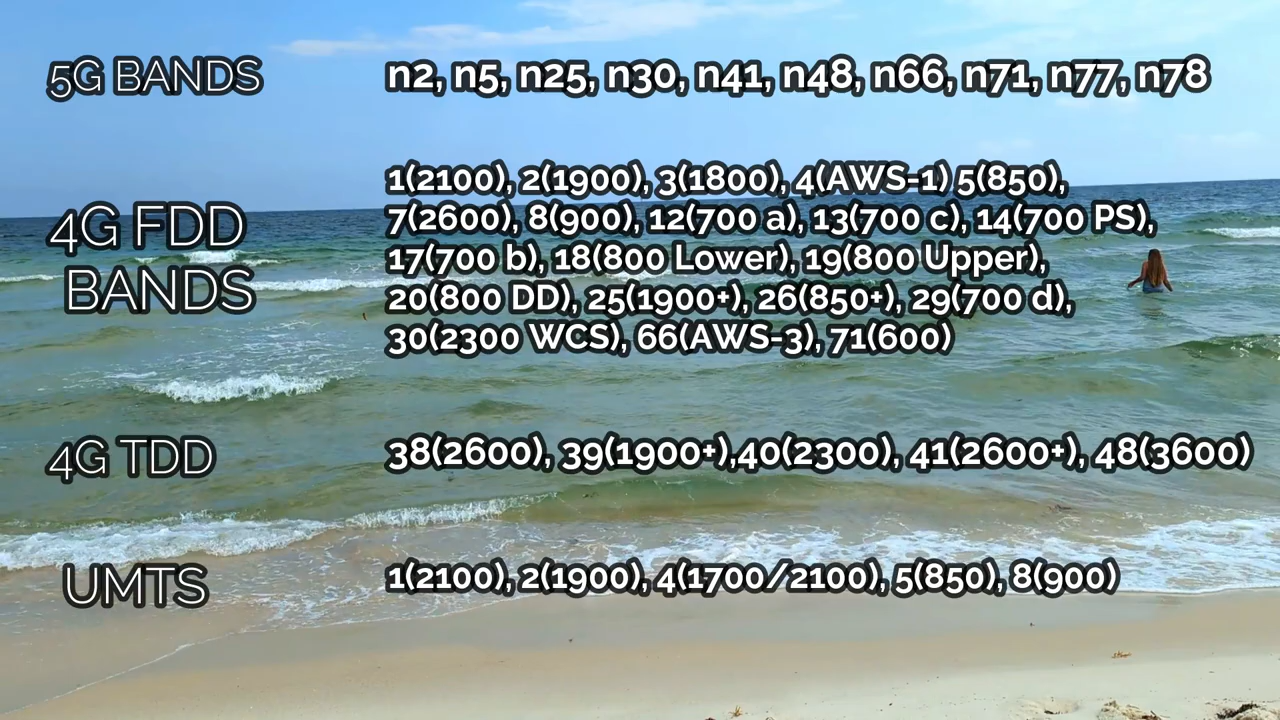 5G BANDS
n2, n5, n25, n30, n41, n48, n66, n71, n77, n78
4G FDD
BANDS
1(2100), 2(1900), 3(1800), 4(AWS-1) 5(850),
7(2600), 8(900), 12(700 a), 13(700 c), 14(700 PS),
17(700 b), 18(800 Lower), 19(800 Upper),
20(800 DD), 25(1900+), 26(850+), 29(700 d),
30(2300 WCS), 66(AWS-3), 71(600)
4G TDD
38(2600), 39(1900+),40(2300), 41(2600+), 48(3600)
UMTS
1(2100), 2(1900), 4(1700/2100), 5(850), 8(900)